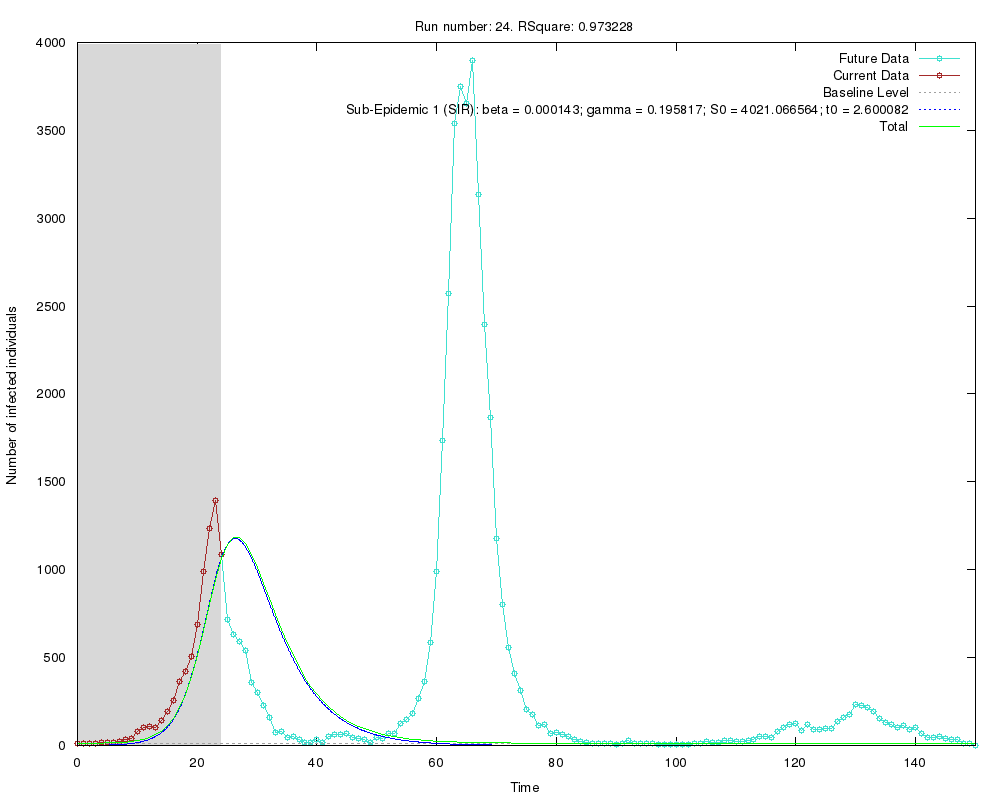 Run number: 24. RSquare: 0.973228
4000
3500
3000
2500
2000
1500
1000
500
0
Number of infected individuals
Future Data
Current Data
Baseline Level
Sub-Epidemic 1 (SIR): beta = 0.000143; gamma = 0.195817; S0 = 4021.066564; t0 = 2.600082
Total
0 20 40 60 80 100 120 140
Time